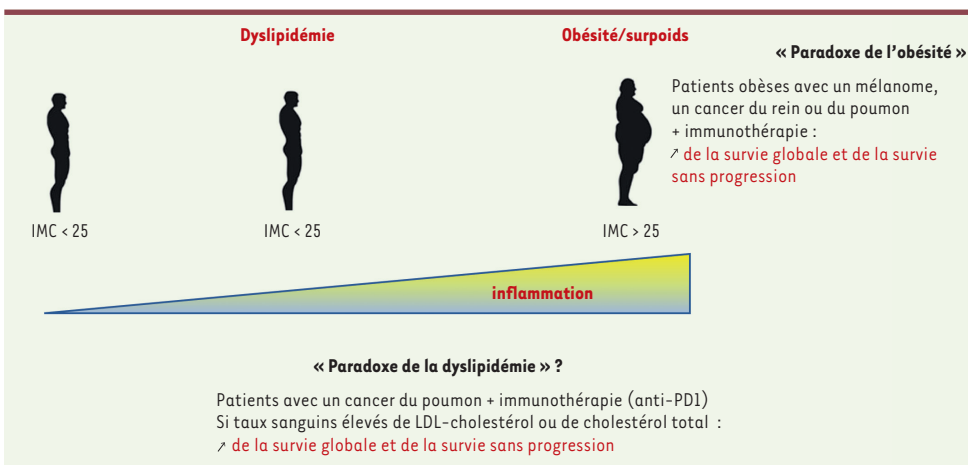 Dyslipidémie
Obésité/surpoids
« Paradoxe de l’obésité »
Patients obèses avec un mélanome,
un cancer du rein ou du poumon
+ immunothérapie :
↗ de la survie globale et de la survie
sans progression
IMC < 25
IMC < 25
IMC > 25
inflammation
« Paradoxe de la dyslipidémie » ?
Patients avec un cancer du poumon + immunothérapie (anti-PD1)
Si taux sanguins élevés de LDL-cholestérol ou de cholestérol total :
↗ de la survie globale et de la survie sans progression